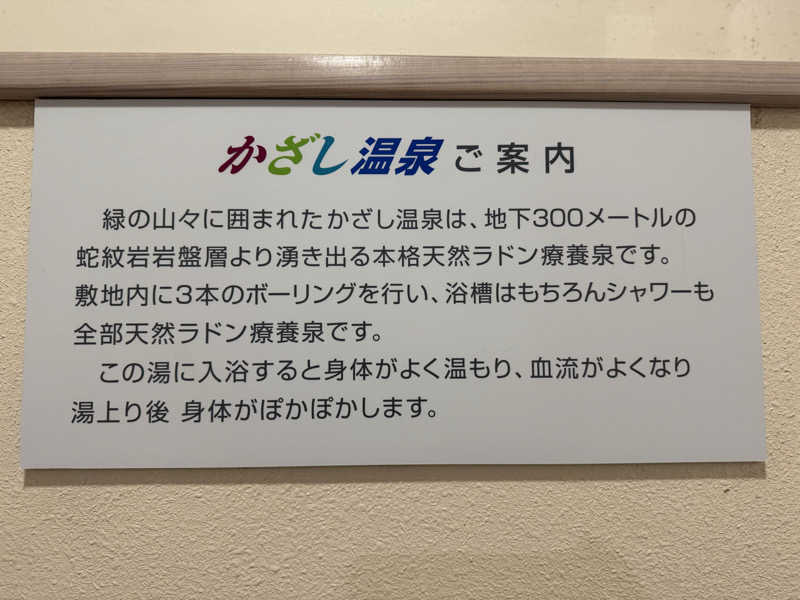 かざし温泉ご案内
緑の山々に囲まれたかざし温泉は、地下300メートルの
蛇紋岩岩盤層より湧き出る本格天然ラドン療養泉です。
敷地内に3本のボーリングを行い、浴槽はもちろんシャワーも
全部天然ラドン療養泉です。
この湯に入浴すると身体がよく温もり、血流がよくなり
湯上り後 身体がぽかぽかします。